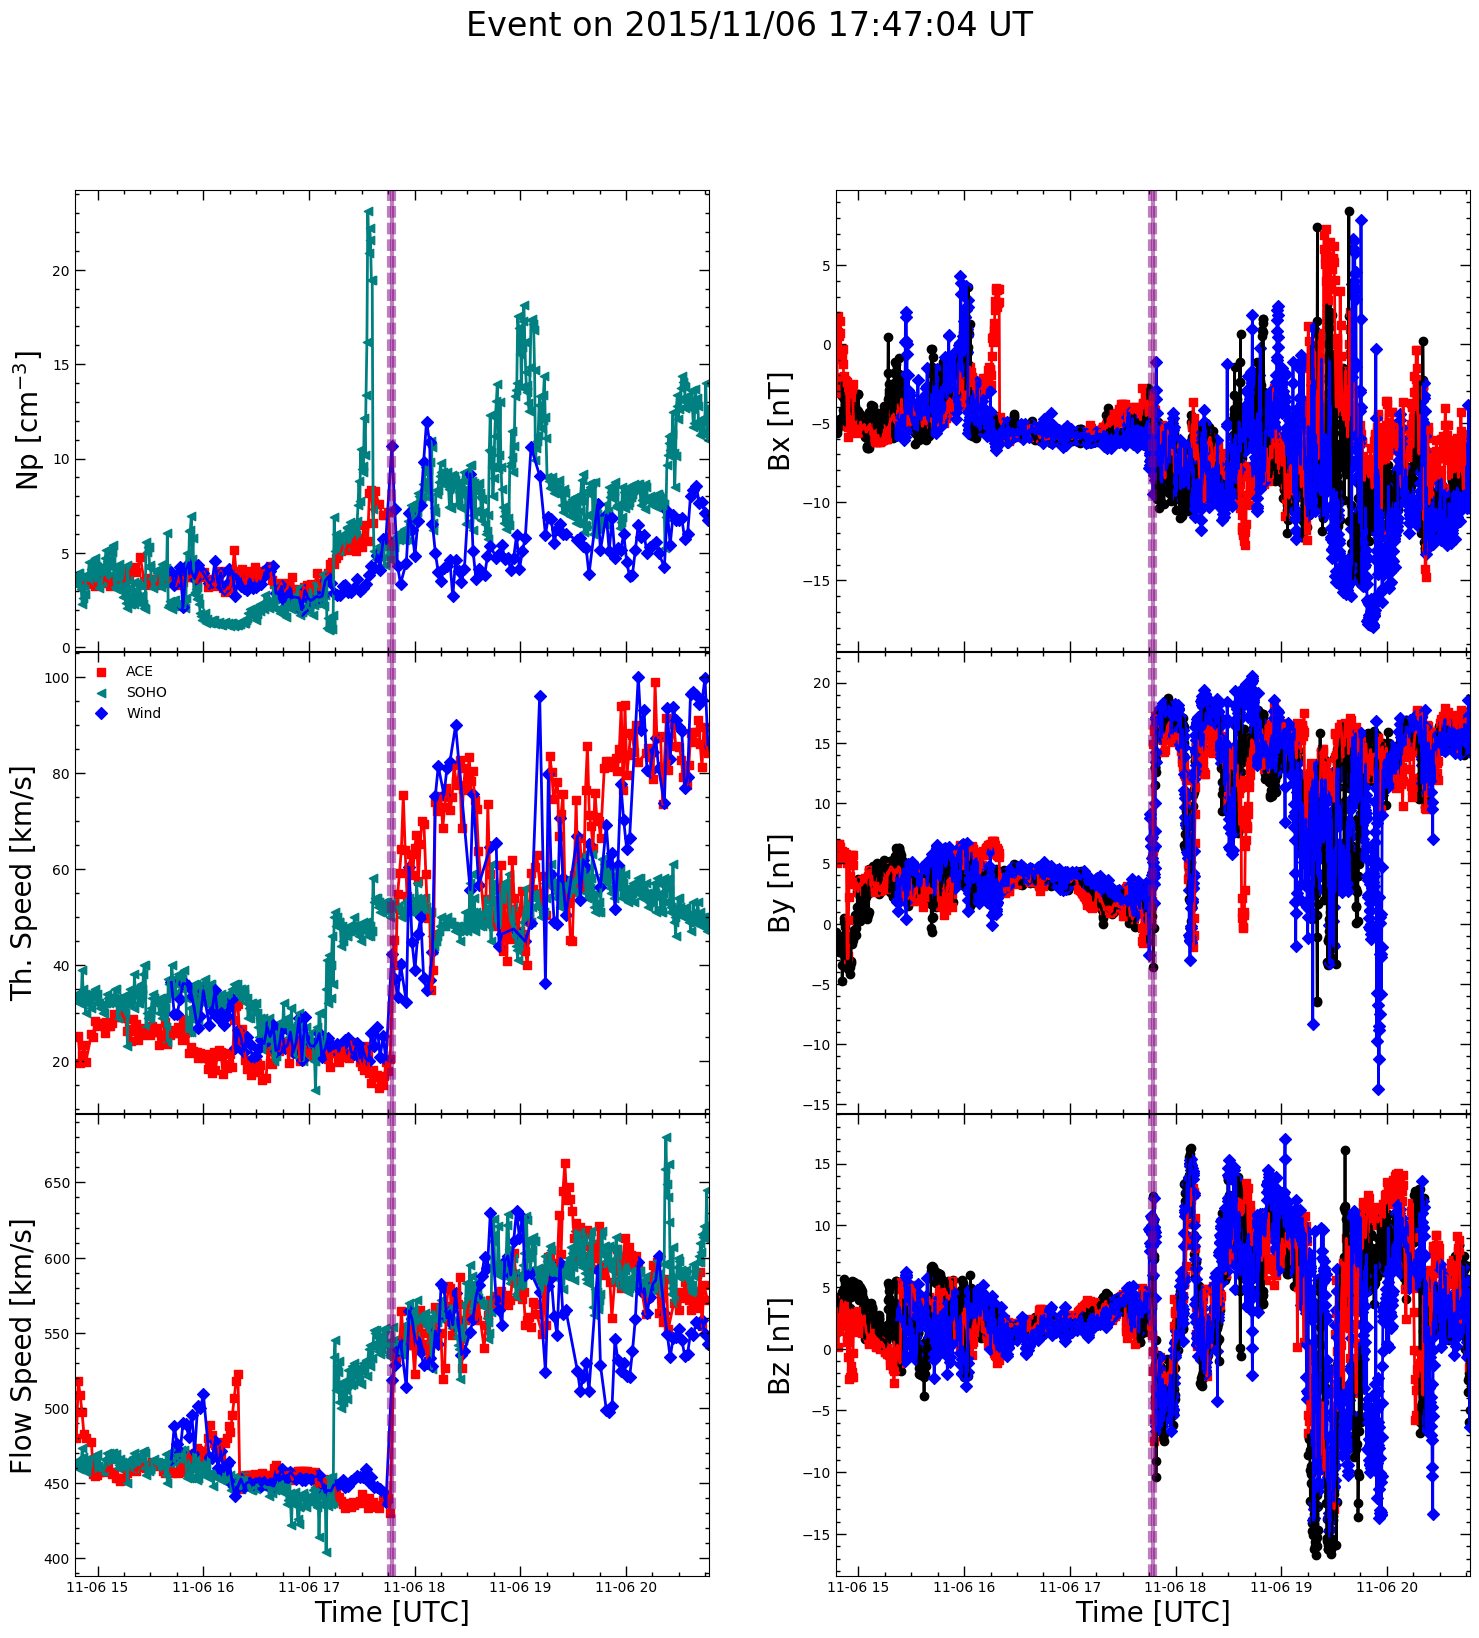 Event on 2015/11/06 17:47:04 UT
Np [cm⁻³]
20
15
10
5
0
Th. Speed [km/s]
100
80
60
40
20
ACE
SOHO
Wind
Flow Speed [km/s]
650
600
550
500
450
400
11-06 15 11-06 16 11-06 17 11-06 18 11-06 19 11-06 20
Time [UTC]
Bx [nT]
5
0
−5
−10
−15
By [nT]
20
15
10
5
0
−5
−10
−15
Bz [nT]
15
10
5
0
−5
−10
−15
11-06 15 11-06 16 11-06 17 11-06 18 11-06 19 11-06 20
Time [UTC]